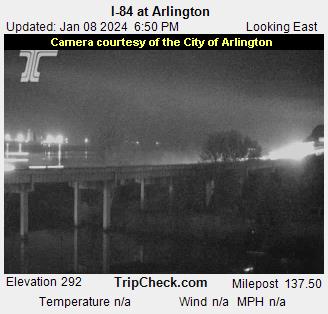 I-84 at Arlington
Updated: Jan 08 2024 6:50 PM Looking East
Camera courtesy of the City of Arlington
Elevation 292 TripCheck.com Milepost 137.50
Temperature n/a Wind n/a MPH n/a